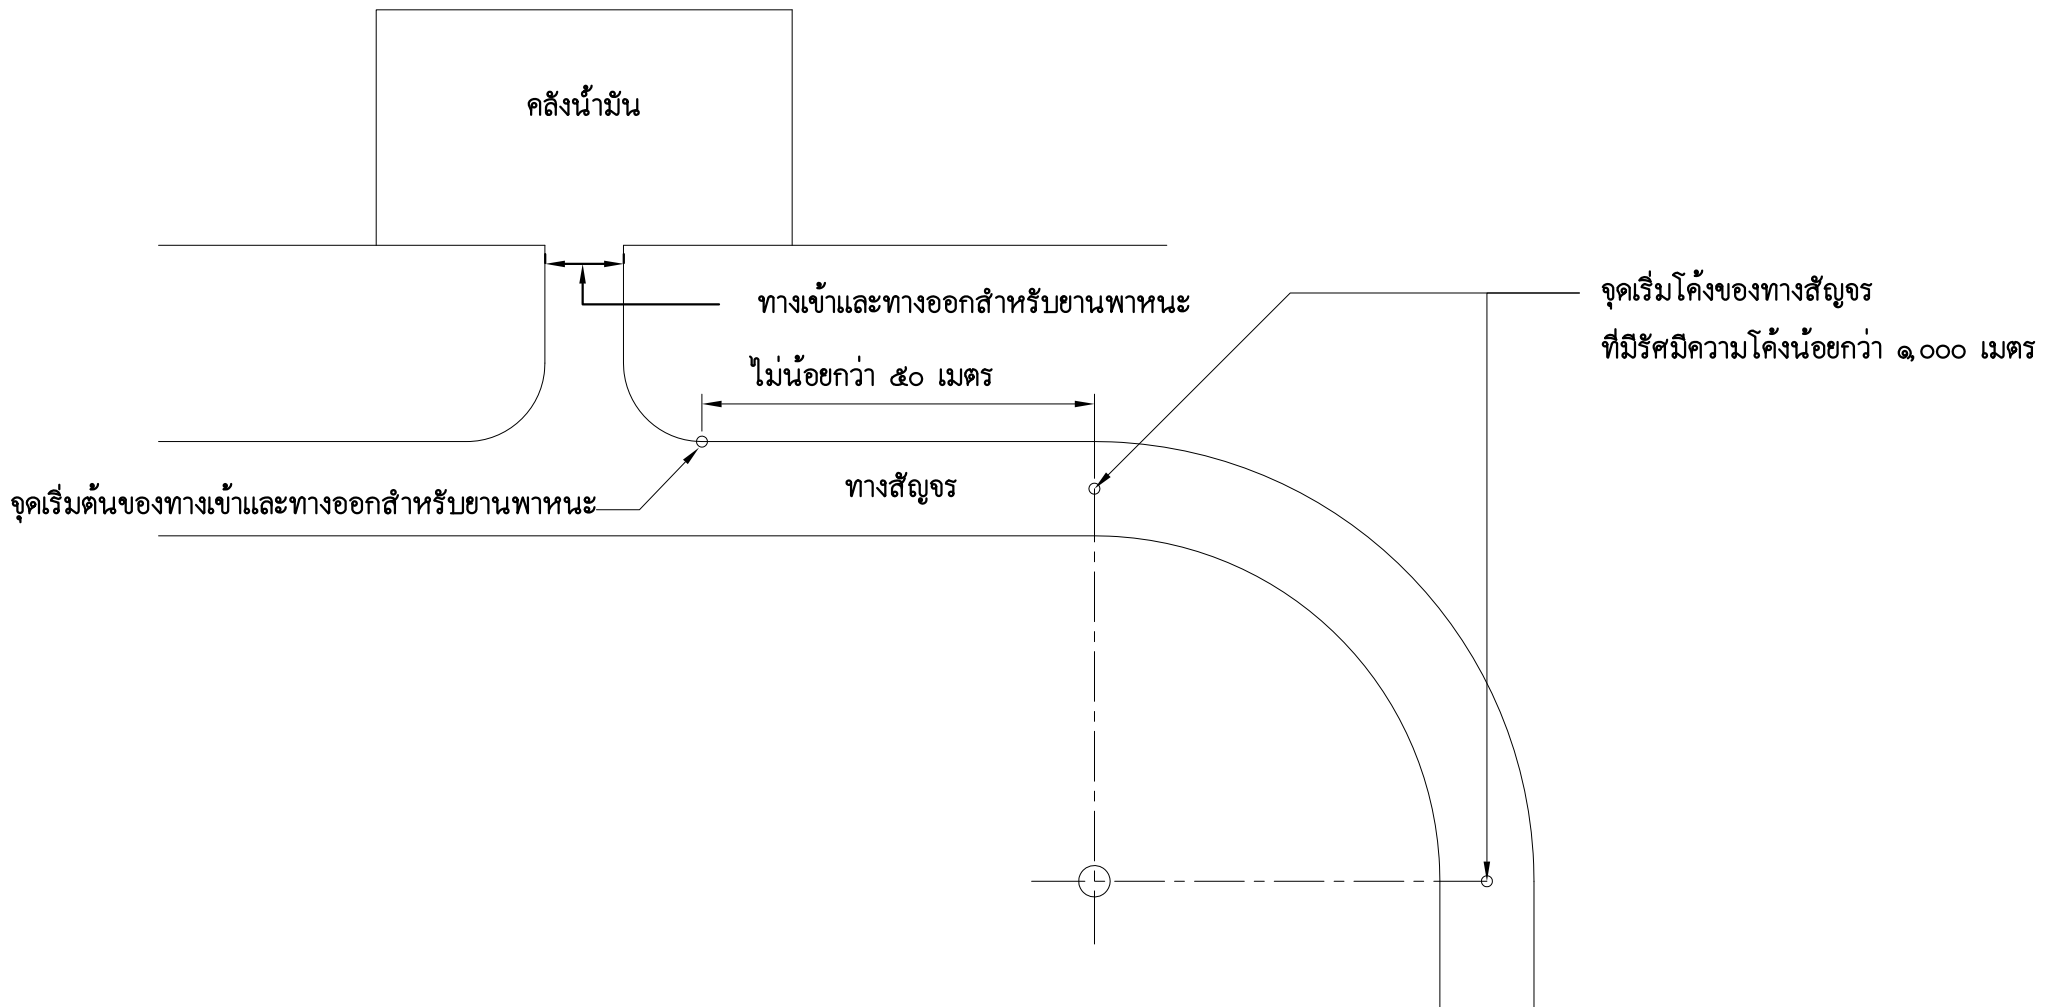 คลังน้ำมัน
ทางเข้าและทางออกสำหรับยานพาหนะ
จุดเริ่มโค้งของทางสัญจร
ที่มีรัศมีความโค้งน้อยกว่า ๑,๐๐๐ เมตร
ไม่น้อยกว่า ๕๐ เมตร
ทางสัญจร
จุดเริ่มต้นของทางเข้าและทางออกสำหรับยานพาหนะ